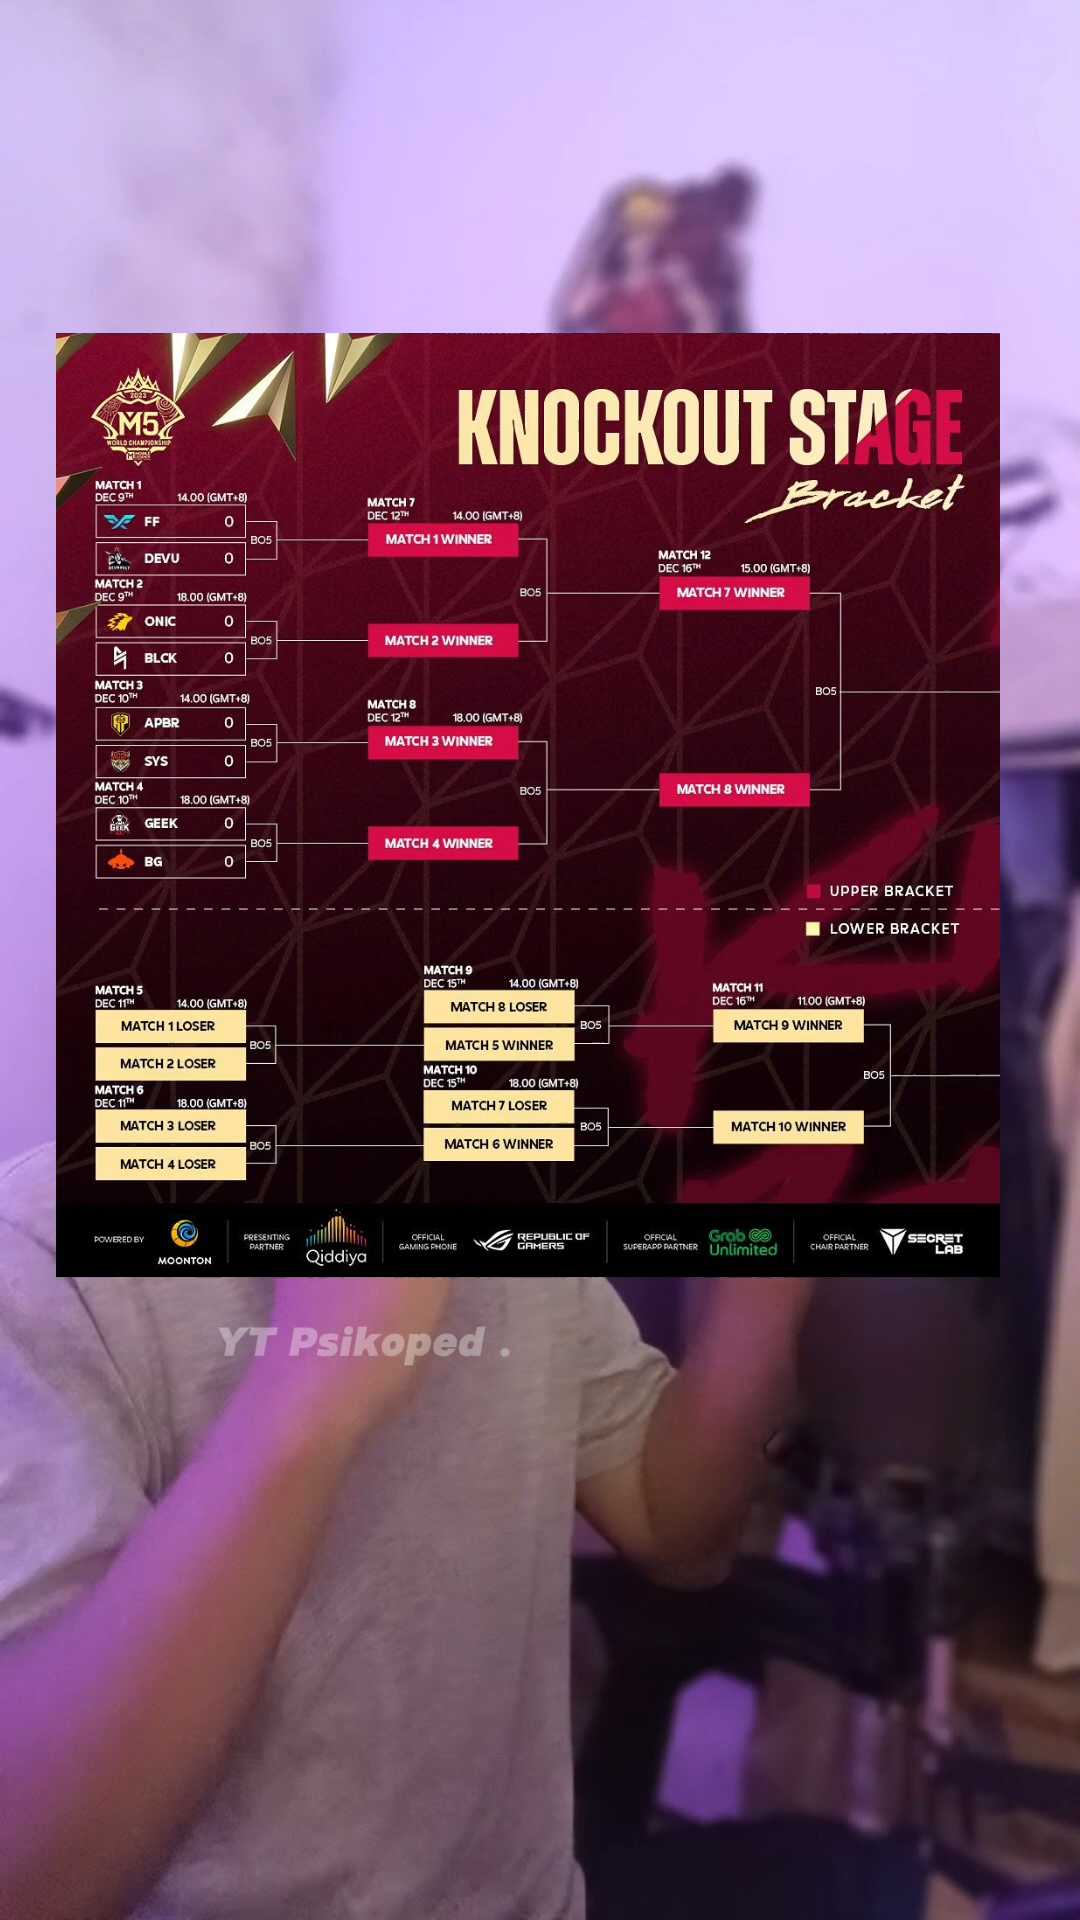 2023
M5
WORLD CHAMPIONSHIP
KNOCKOUT STAGE
Bracket
MATCH 1
DEC 9TH 14.00 (GMT+8)
FF 0
BO5
DEVU 0
MATCH 2
DEC 9TH 18.00 (GMT+8)
ONIC 0
BO5
BLCK 0
MATCH 3
DEC 10TH 14.00 (GMT+8)
APBR 0
BO5
SYS 0
MATCH 4
DEC 10TH 18.00 (GMT+8)
GEEK 0
BO5
BG 0
MATCH 7
DEC 12TH 14.00 (GMT+8)
MATCH 1 WINNER
BO5
MATCH 2 WINNER
MATCH 8
DEC 12TH 18.00 (GMT+8)
MATCH 3 WINNER
BO5
MATCH 4 WINNER
MATCH 12
DEC 16TH 15.00 (GMT+8)
MATCH 7 WINNER
BO5
MATCH 8 WINNER
UPPER BRACKET
LOWER BRACKET
MATCH 5
DEC 11TH 14.00 (GMT+8)
MATCH 1 LOSER
BO5
MATCH 2 LOSER
MATCH 6
DEC 11TH 18.00 (GMT+8)
MATCH 3 LOSER
BO5
MATCH 4 LOSER
MATCH 9
DEC 15TH 14.00 (GMT+8)
MATCH 8 LOSER
BO5
MATCH 5 WINNER
MATCH 10
DEC 15TH 18.00 (GMT+8)
MATCH 7 LOSER
BO5
MATCH 6 WINNER
MATCH 11
DEC 16TH 11.00 (GMT+8)
MATCH 9 WINNER
BO5
MATCH 10 WINNER
POWERED BY
MOONTON
PRESENTING
PARTNER
Qiddiya
OFFICIAL
GAMING PHONE
REPUBLIC OF
GAMERS
OFFICIAL
SUPERAPP PARTNER
Grab
Unlimited
OFFICIAL
CHAIR PARTNER
SECRET
LAB
YT Psikoped .